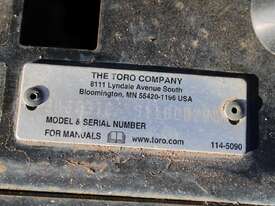 THE TORO COMPANY
8111 Lyndale Avenue South
Bloomington, MN 55420-1196 USA
MODEL & SERIAL NUMBER
FOR MANUALS www.toro.com 114-5090